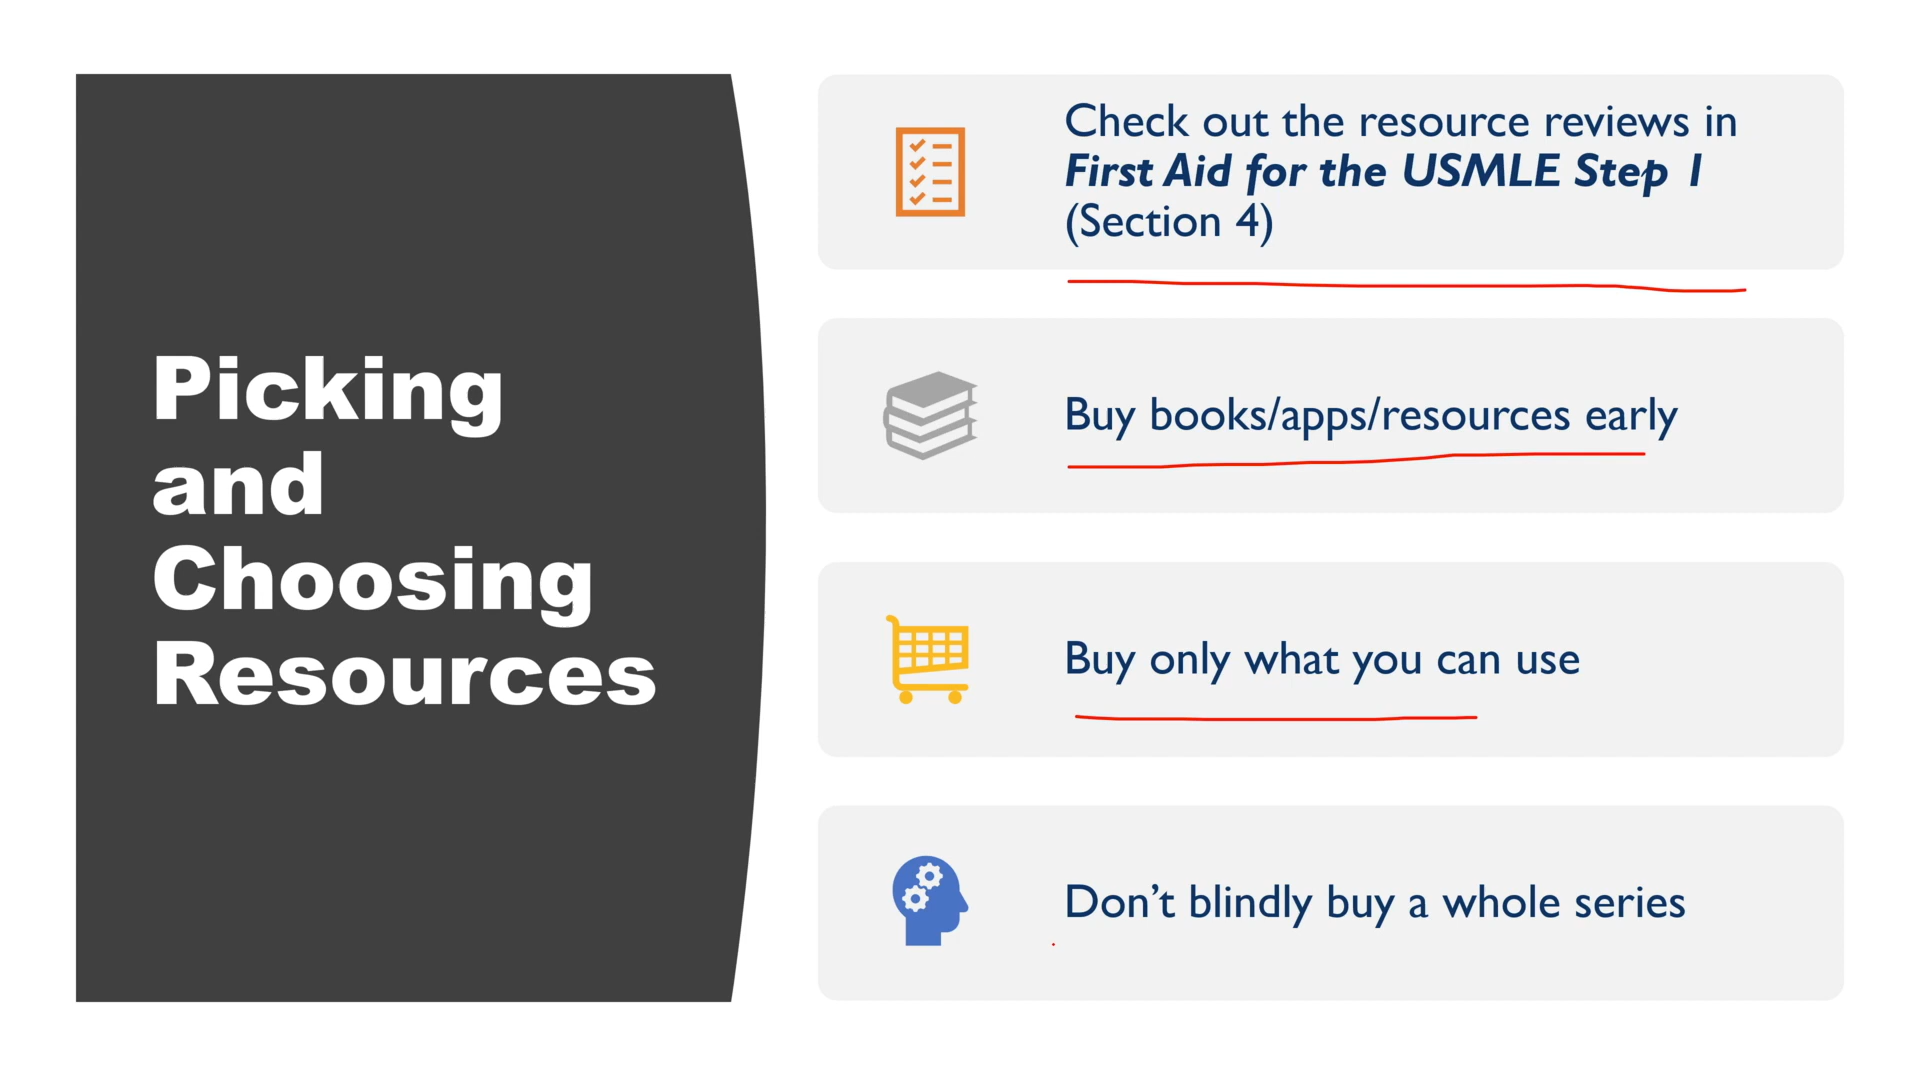 Picking
and
Choosing
Resources
Check out the resource reviews in
First Aid for the USMLE Step 1
(Section 4)
Buy books/apps/resources early
Buy only what you can use
Don’t blindly buy a whole series